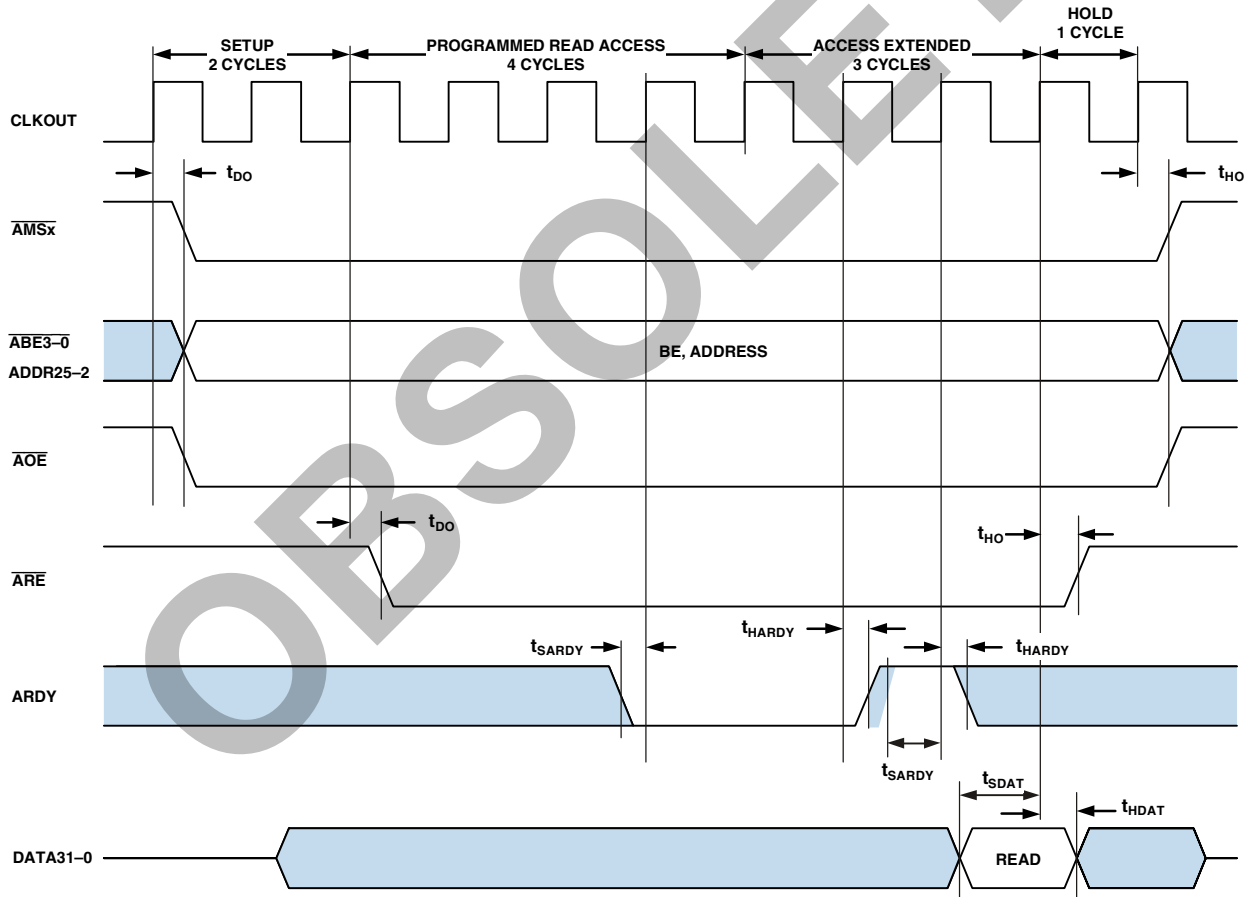 SETUP
2 CYCLES
PROGRAMMED READ ACCESS
4 CYCLES
ACCESS EXTENDED
3 CYCLES
HOLD
1 CYCLE
CLKOUT
tDO
tHO
AMSx
ABE3–0
ADDR25–2
BE, ADDRESS
AOE
tDO
tHO
ARE
tSARDY
tHARDY
tHARDY
ARDY
tSARDY
tSDAT
tHDAT
DATA31–0
READ
OBSOLETE